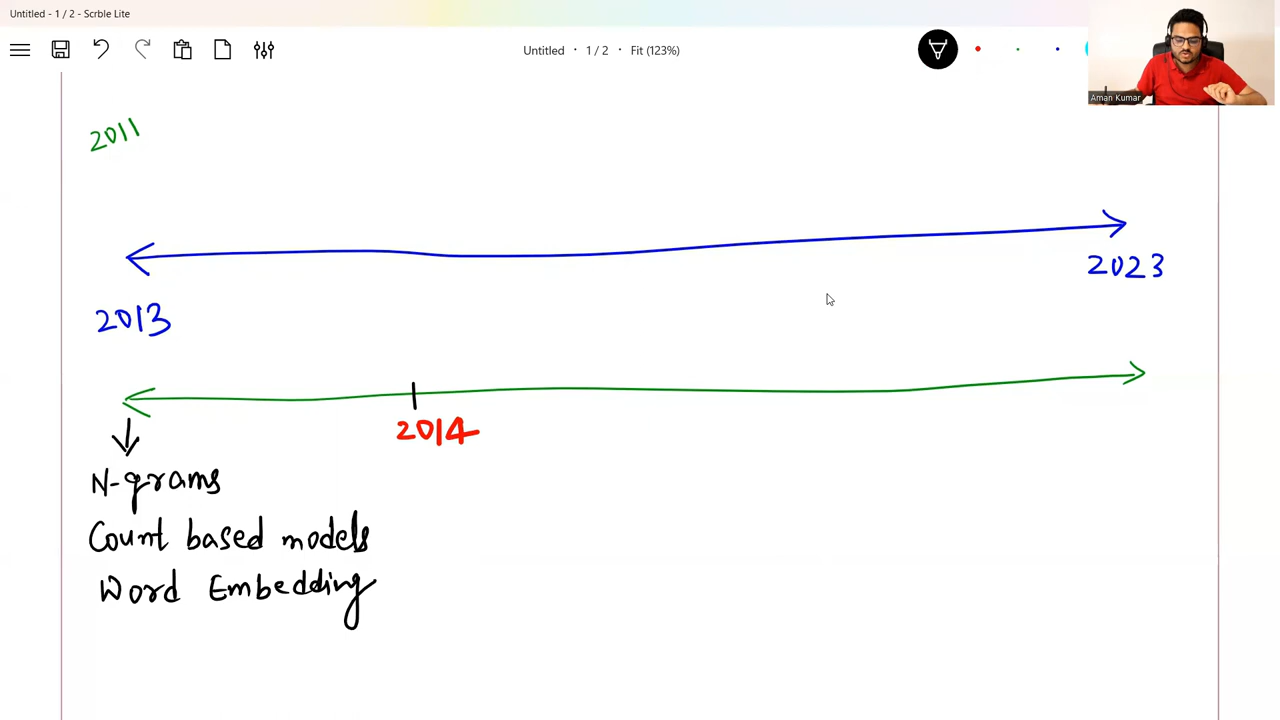 Untitled - 1 / 2 - Scrble Lite
Untitled • 1 / 2 • Fit (123%)
Aman Kumar
2011
2023
2013
2014
N-grams
Count based models
Word Embedding